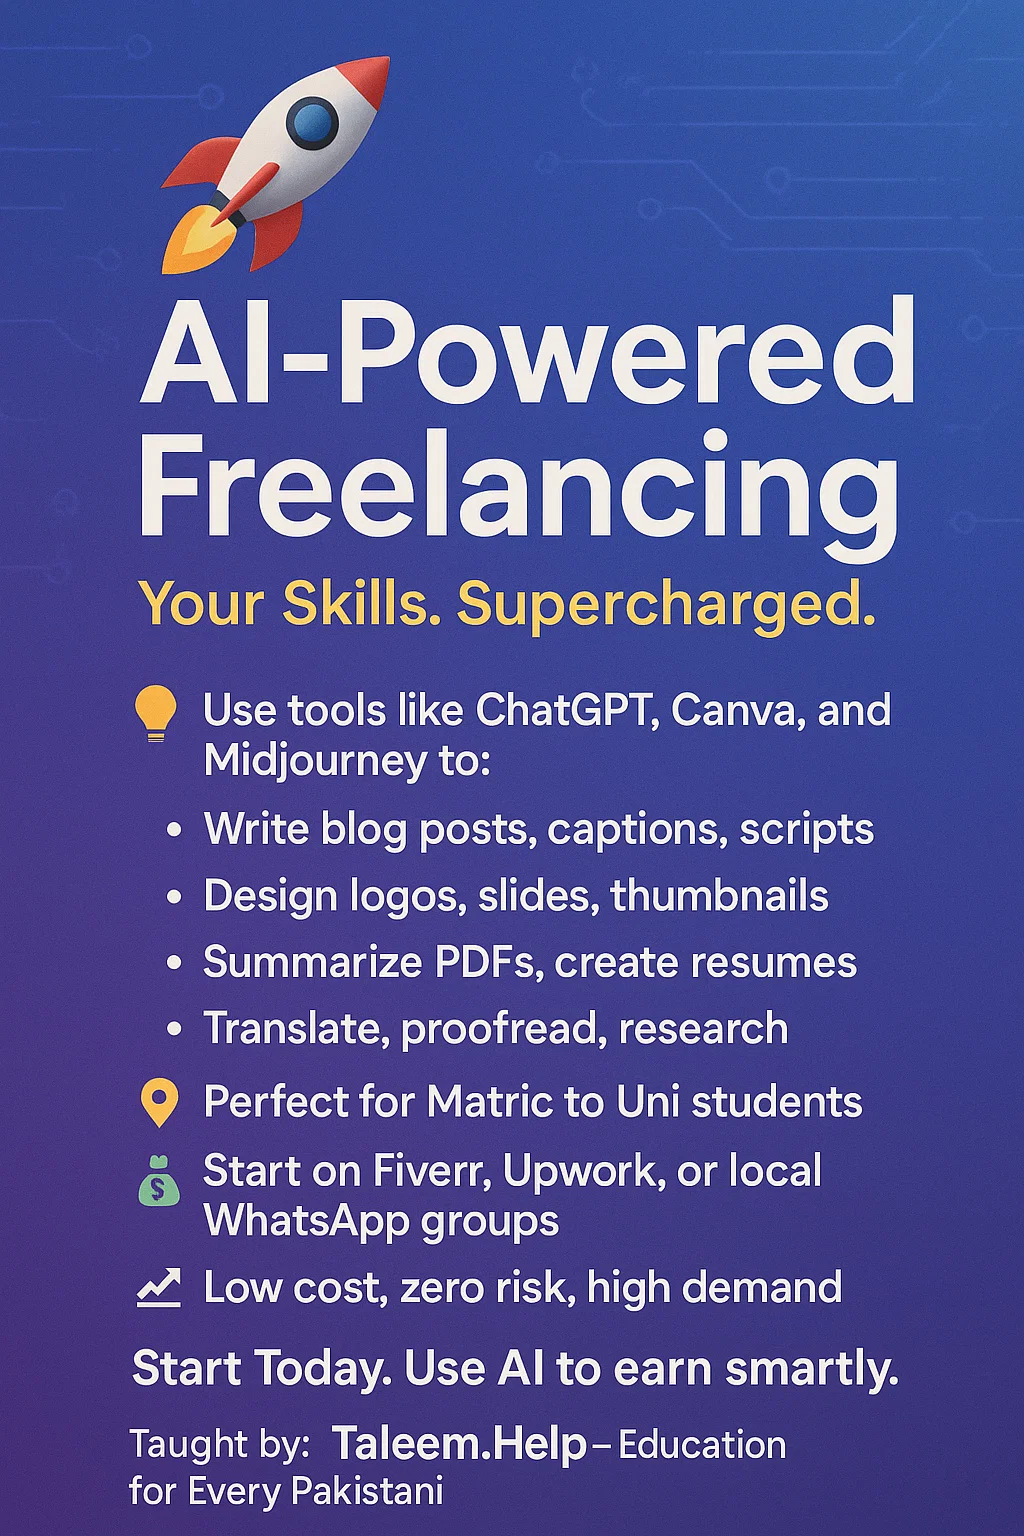 AI-Powered
Freelancing
Your Skills. Supercharged.
Use tools like ChatGPT, Canva, and
Midjourney to:
• Write blog posts, captions, scripts
• Design logos, slides, thumbnails
• Summarize PDFs, create resumes
• Translate, proofread, research
Perfect for Matric to Uni students
$ Start on Fiverr, Upwork, or local
WhatsApp groups
Low cost, zero risk, high demand
Start Today. Use AI to earn smartly.
Taught by: Taleem.Help – Education
for Every Pakistani